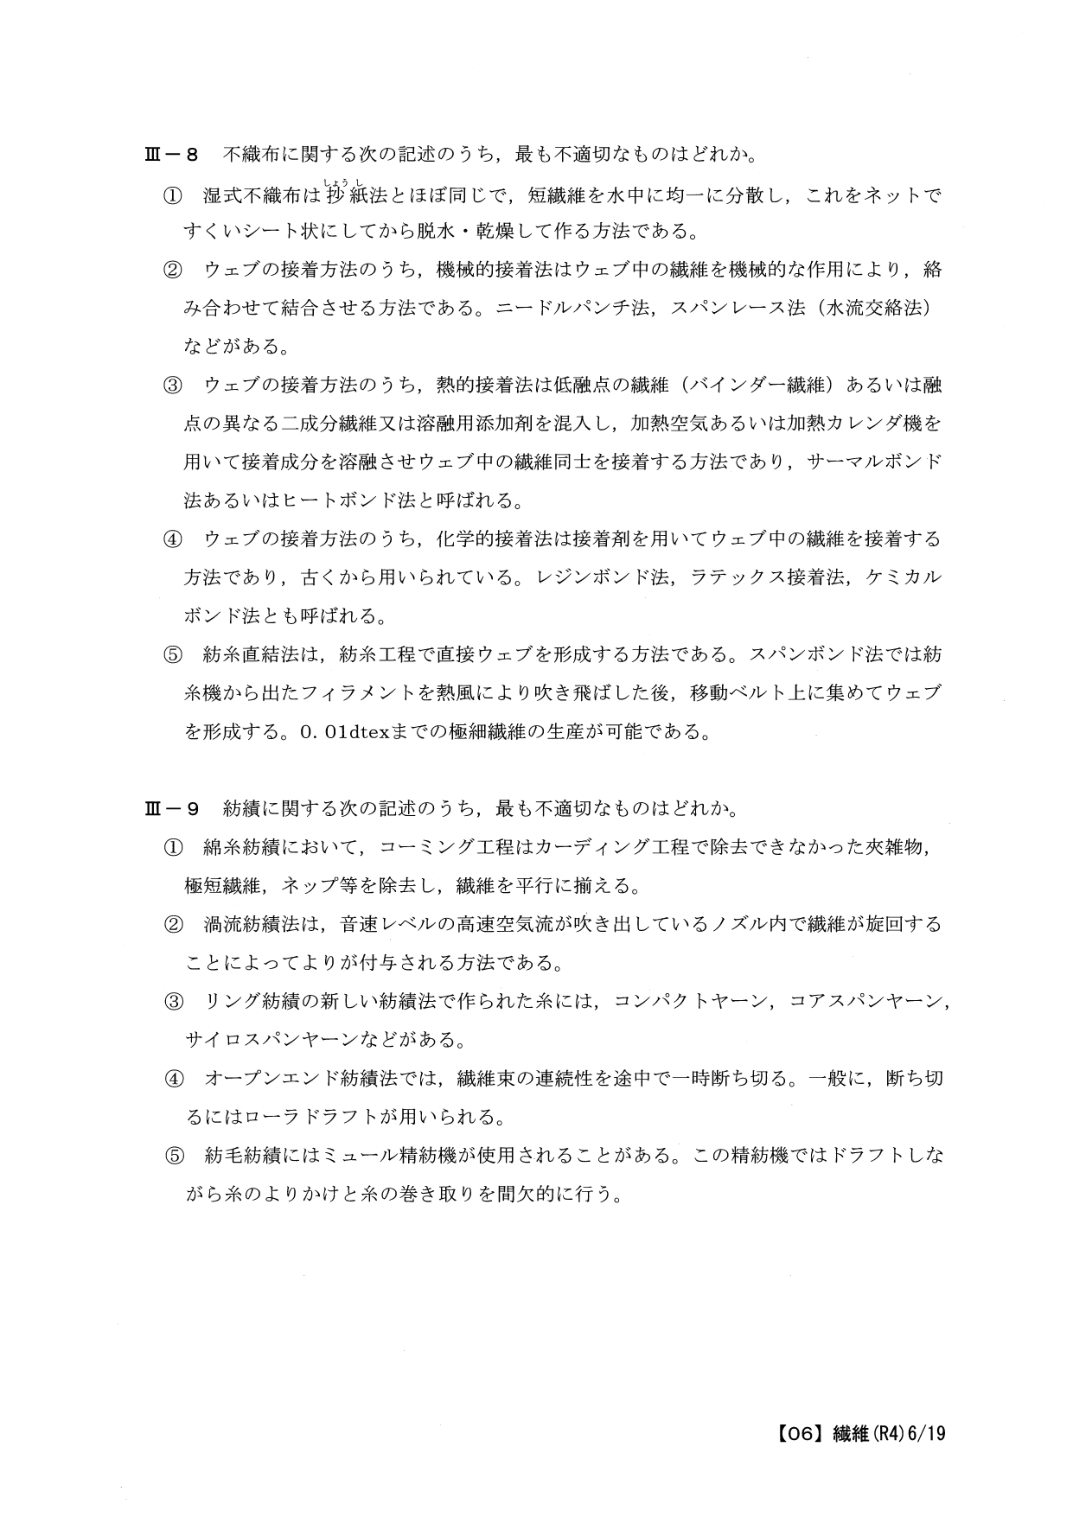 Ⅲ－8　不織布に関する次の記述のうち，最も不適切なものはどれか。
しょう し
①　湿式不織布は抄紙法とほぼ同じで，短繊維を水中に均一に分散し，これをネットで
すくいシート状にしてから脱水・乾燥して作る方法である。
②　ウェブの接着方法のうち，機械的接着法はウェブ中の繊維を機械的な作用により，絡
み合わせて結合させる方法である。ニードルパンチ法，スパンレース法（水流交絡法）
などがある。
③　ウェブの接着方法のうち，熱的接着法は低融点の繊維（バインダー繊維）あるいは融
点の異なる二成分繊維又は溶融用添加剤を混入し，加熱空気あるいは加熱カレンダ機を
用いて接着成分を溶融させウェブ中の繊維同士を接着する方法であり，サーマルボンド
法あるいはヒートボンド法と呼ばれる。
④　ウェブの接着方法のうち，化学的接着法は接着剤を用いてウェブ中の繊維を接着する
方法であり，古くから用いられている。レジンボンド法，ラテックス接着法，ケミカル
ボンド法とも呼ばれる。
⑤　紡糸直結法は，紡糸工程で直接ウェブを形成する方法である。スパンボンド法では紡
糸機から出たフィラメントを熱風により吹き飛ばした後，移動ベルト上に集めてウェブ
を形成する。0.01dtexまでの極細繊維の生産が可能である。
Ⅲ－9　紡績に関する次の記述のうち，最も不適切なものはどれか。
①　綿糸紡績において，コーミング工程はカーディング工程で除去できなかった夾雑物，
極短繊維，ネップ等を除去し，繊維を平行に揃える。
②　渦流紡績法は，音速レベルの高速空気流が吹き出しているノズル内で繊維が旋回する
ことによってよりが付与される方法である。
③　リング紡績の新しい紡績法で作られた糸には，コンパクトヤーン，コアスパンヤーン，
サイロスパンヤーンなどがある。
④　オープンエンド紡績法では，繊維束の連続性を途中で一時断ち切る。一般に，断ち切
るにはローラドラフトが用いられる。
⑤　紡毛紡績にはミュール精紡機が使用されることがある。この精紡機ではドラフトしな
がら糸のよりかけと糸の巻き取りを間欠的に行う。
【06】繊維(R4)6/19